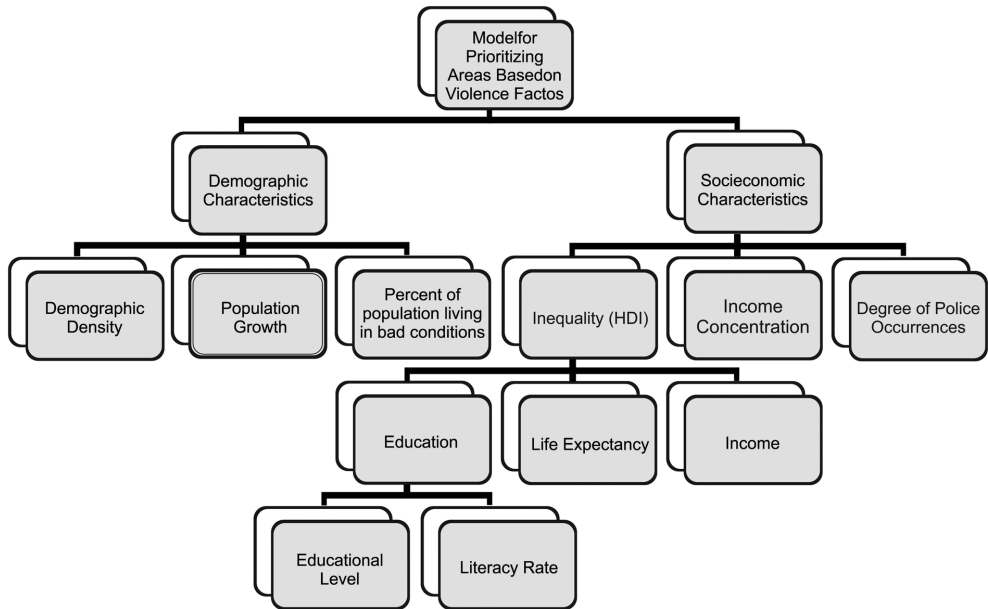 Modelfor
Prioritizing
Areas Basedon
Violence Factos
Demographic
Characteristics
Socieconomic
Characteristics
Demographic
Density
Population
Growth
Percent of
population living
in bad conditions
Inequality (HDI)
Income
Concentration
Degree of Police
Occurrences
Education
Life Expectancy
Income
Educational
Level
Literacy Rate